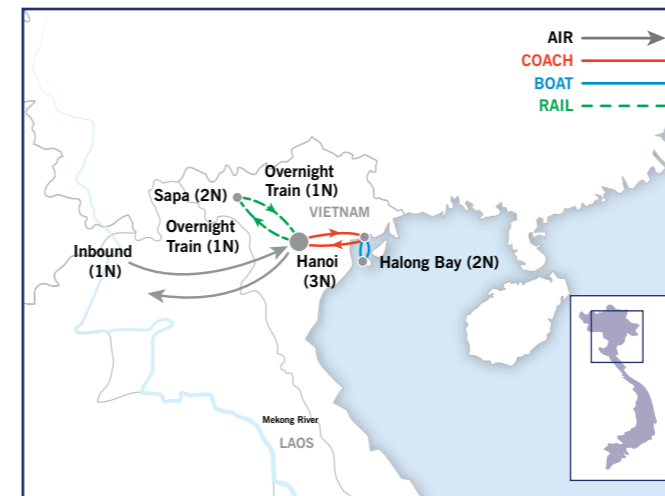 AIR
COACH
BOAT
RAIL
Overnight
Train (1N)
Sapa (2N)
VIETNAM
Overnight
Train (1N)
Inbound
(1N)
Hanoi
(3N)
Halong Bay (2N)
Mekong River
LAOS